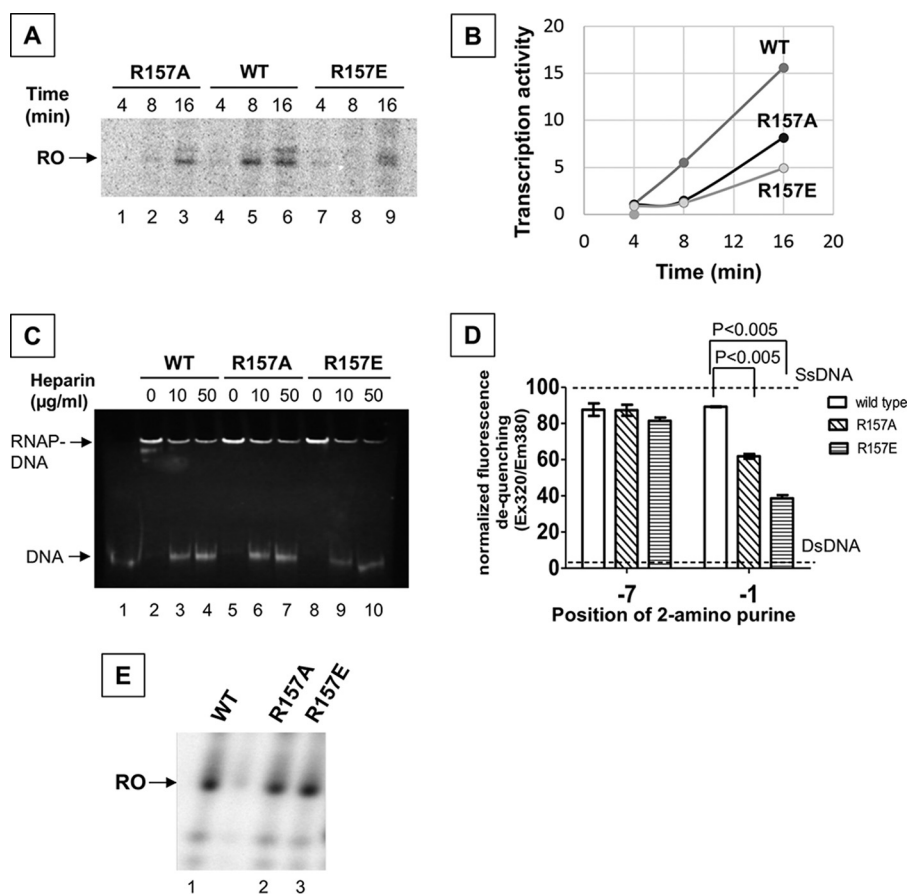 A
R157A WT R157E
Time (min) 4 8 16 4 8 16 4 8 16
RO
1 2 3 4 5 6 7 8 9
B
Transcription activity
20
15
10
5
0
WT
R157A
R157E
0 4 8 12 16 20
Time (min)
C
WT R157A R157E
Heparin (µg/ml) 0 10 50 0 10 50 0 10 50
RNAP-DNA
DNA
1 2 3 4 5 6 7 8 9 10
D
P<0.005
P<0.005
SsDNA
normalized fluorescence
de-quenching
(Ex320/Em380)
100
80
60
40
20
0
wild type
R157A
R157E
DsDNA
-7 -1
Position of 2-amino purine
E
WT R157A R157E
RO
1 2 3